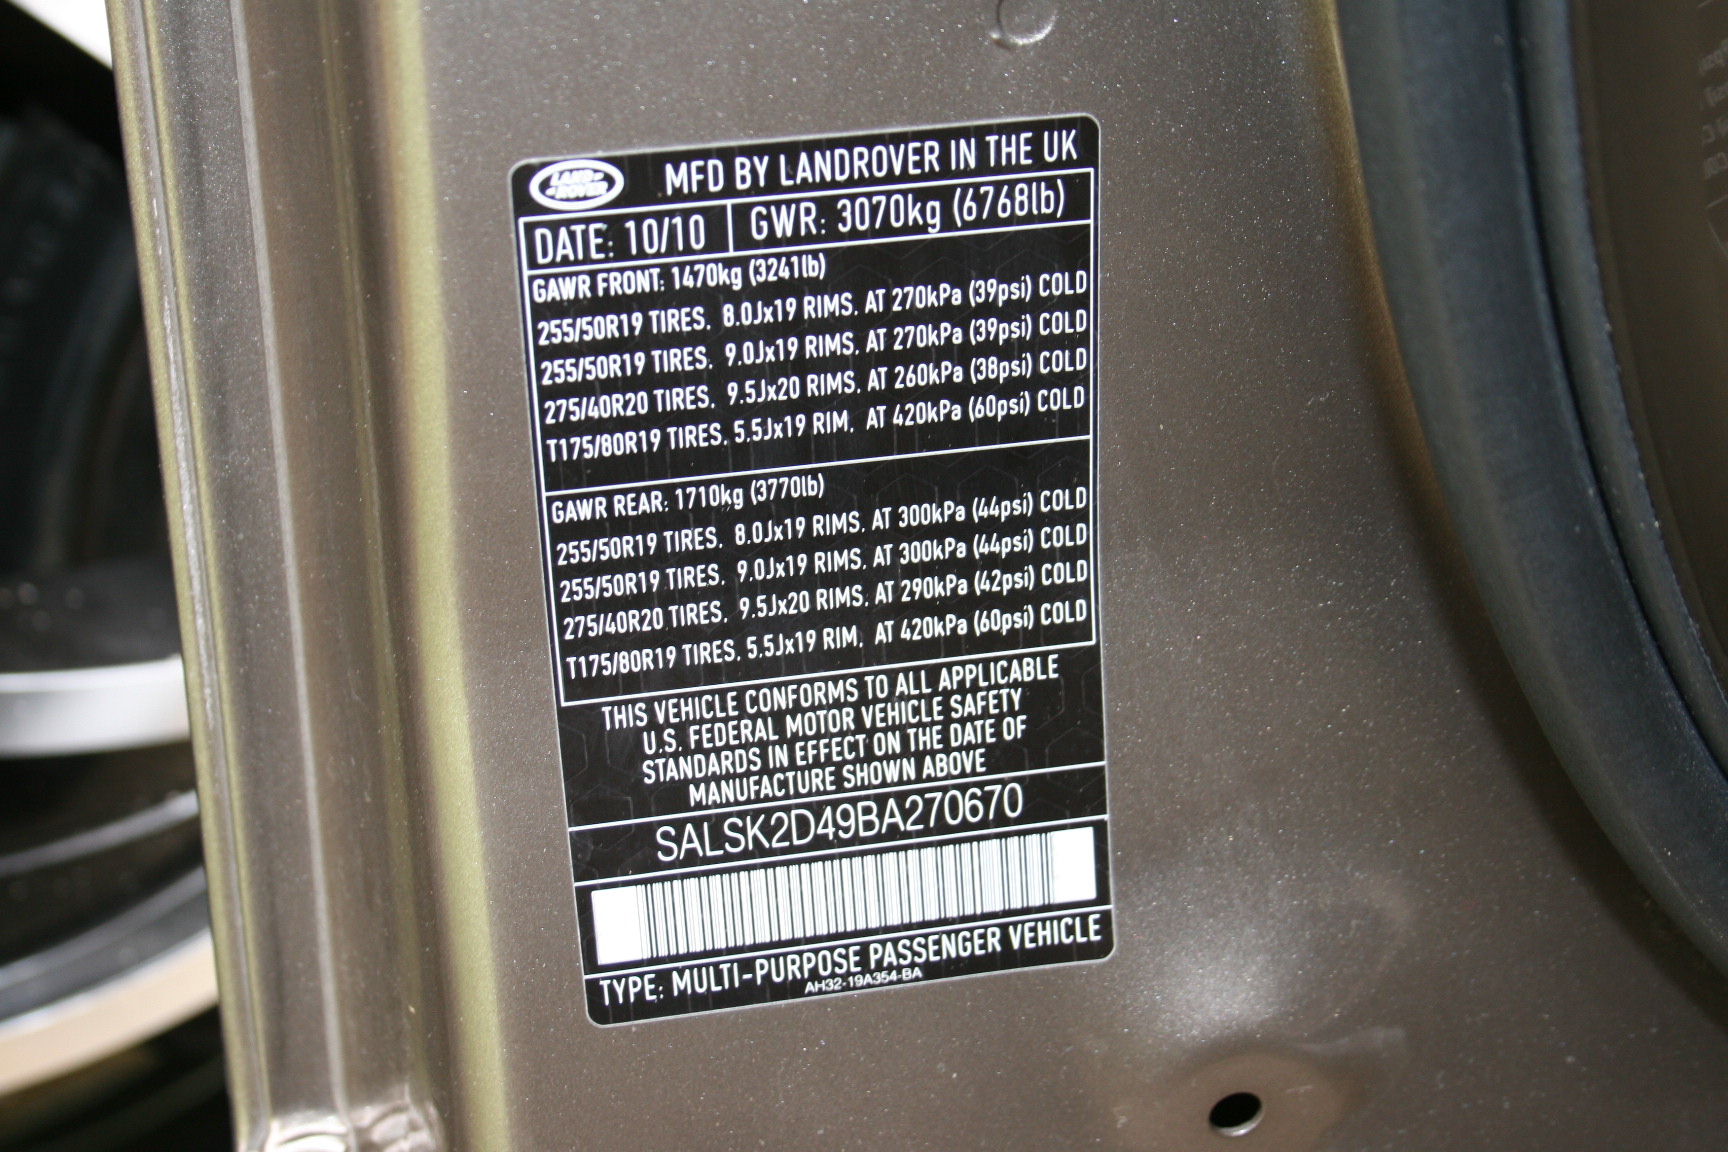 LAND-
-ROVER
MFD BY LANDROVER IN THE UK
DATE: 10/10 GWR: 3070kg (6768lb)
GAWR FRONT: 1470kg (3241lb)
255/50R19 TIRES, 8.0Jx19 RIMS, AT 270kPa (39psi) COLD
255/50R19 TIRES, 9.0Jx19 RIMS, AT 270kPa (39psi) COLD
275/40R20 TIRES, 9.5Jx20 RIMS, AT 260kPa (38psi) COLD
T175/80R19 TIRES, 5.5Jx19 RIM, AT 420kPa (60psi) COLD
GAWR REAR: 1710kg (3770lb)
255/50R19 TIRES, 8.0Jx19 RIMS, AT 300kPa (44psi) COLD
255/50R19 TIRES, 9.0Jx19 RIMS, AT 300kPa (44psi) COLD
275/40R20 TIRES, 9.5Jx20 RIMS, AT 290kPa (42psi) COLD
T175/80R19 TIRES, 5.5Jx19 RIM, AT 420kPa (60psi) COLD
THIS VEHICLE CONFORMS TO ALL APPLICABLE
U.S. FEDERAL MOTOR VEHICLE SAFETY
STANDARDS IN EFFECT ON THE DATE OF
MANUFACTURE SHOWN ABOVE
SALSK2D49BA270670
TYPE: MULTI-PURPOSE PASSENGER VEHICLE
AH32-19A354-BA